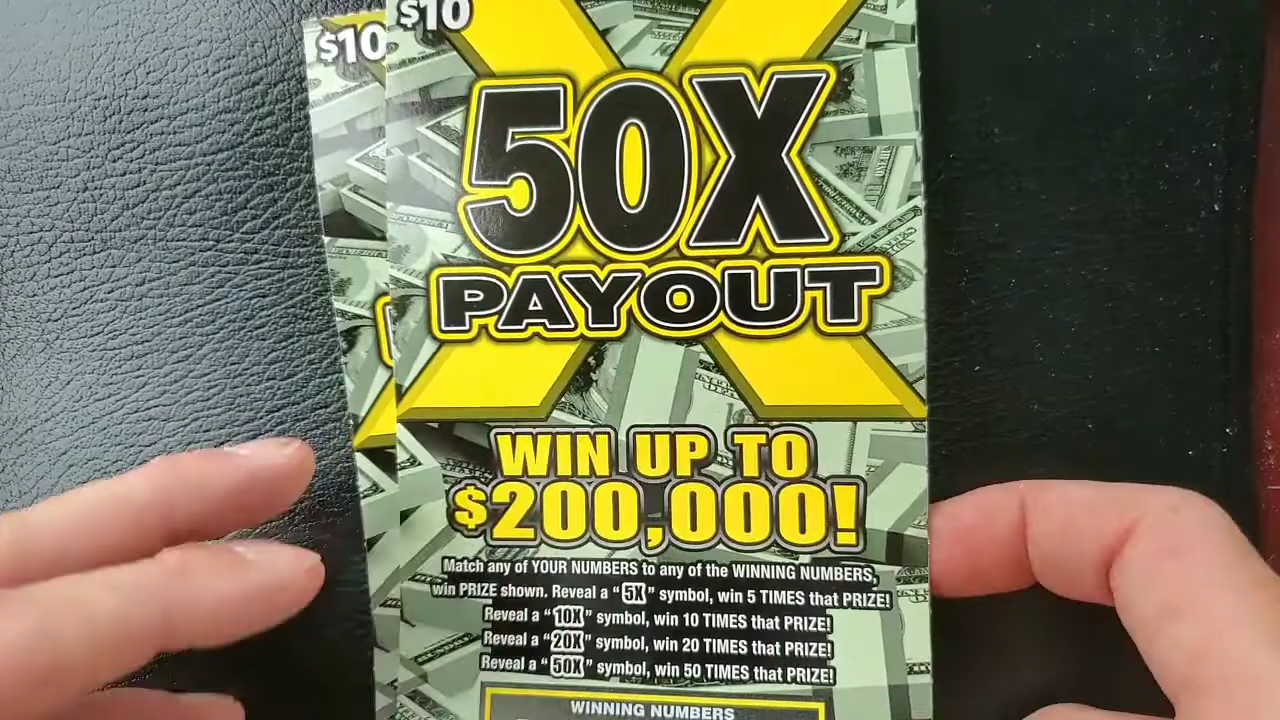 $10
$10
50X
PAYOUT
WIN UP TO
$200,000!
Match any of YOUR NUMBERS to any of the WINNING NUMBERS,
win PRIZE shown. Reveal a "5X" symbol, win 5 TIMES that PRIZE!
Reveal a "10X" symbol, win 10 TIMES that PRIZE!
Reveal a "20X" symbol, win 20 TIMES that PRIZE!
Reveal a "50X" symbol, win 50 TIMES that PRIZE!
WINNING NUMBERS